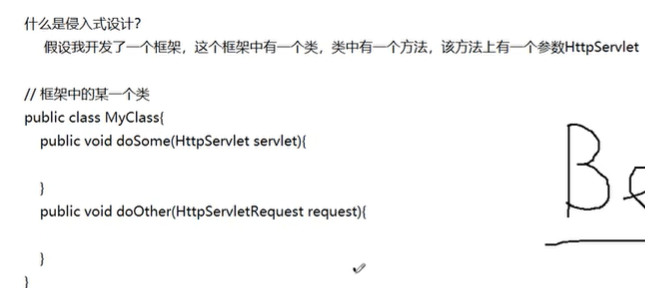 什么是侵入式设计?
假设我开发了一个框架，这个框架中有一个类，类中有一个方法，该方法上有一个参数HttpServlet
// 框架中的某一个类
public class MyClass{
public void doSome(HttpServlet servlet){
}
public void doOther(HttpServletRequest request){
}
}
Be